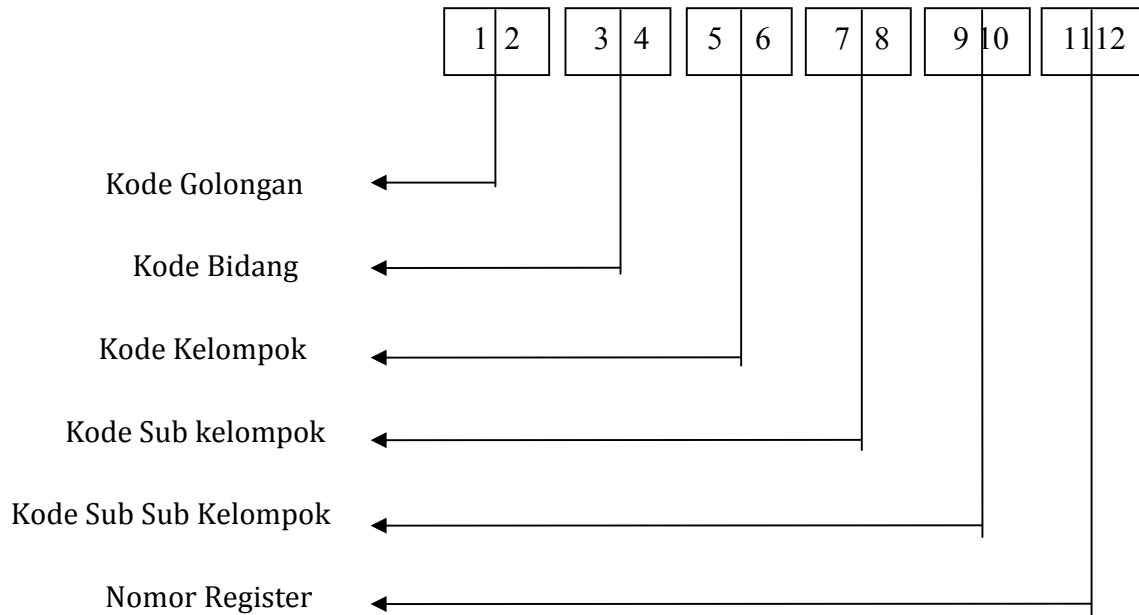 1 2 3 4 5 6 7 8 9 10 11 12
Kode Golongan
Kode Bidang
Kode Kelompok
Kode Sub kelompok
Kode Sub Sub Kelompok
Nomor Register